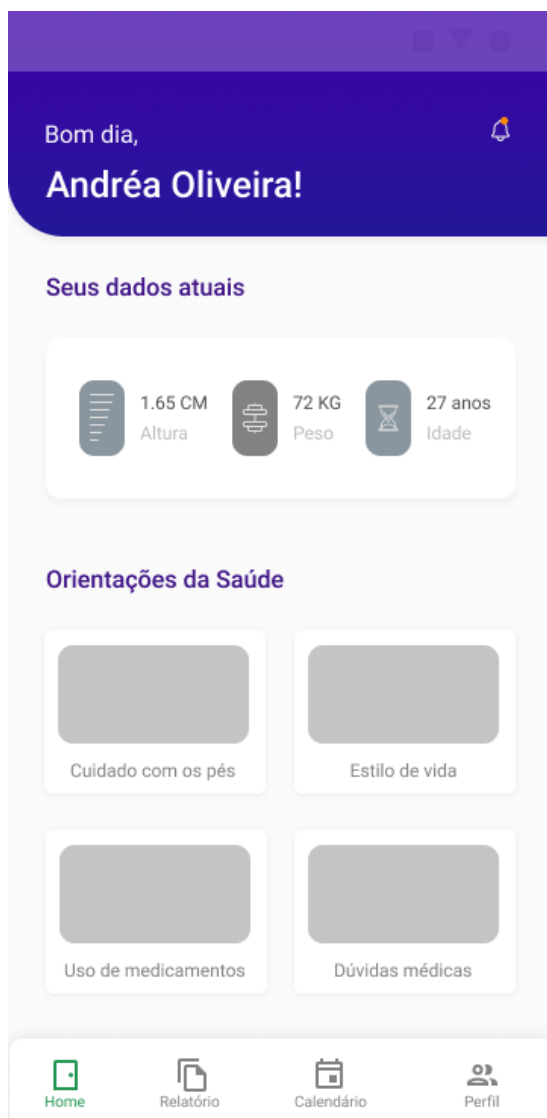 Bom dia,
Andréa Oliveira!
Seus dados atuais
1.65 CM
Altura
72 KG
Peso
27 anos
Idade
Orientações da Saúde
Cuidado com os pés
Estilo de vida
Uso de medicamentos
Dúvidas médicas
Home
Relatório
Calendário
Perfil